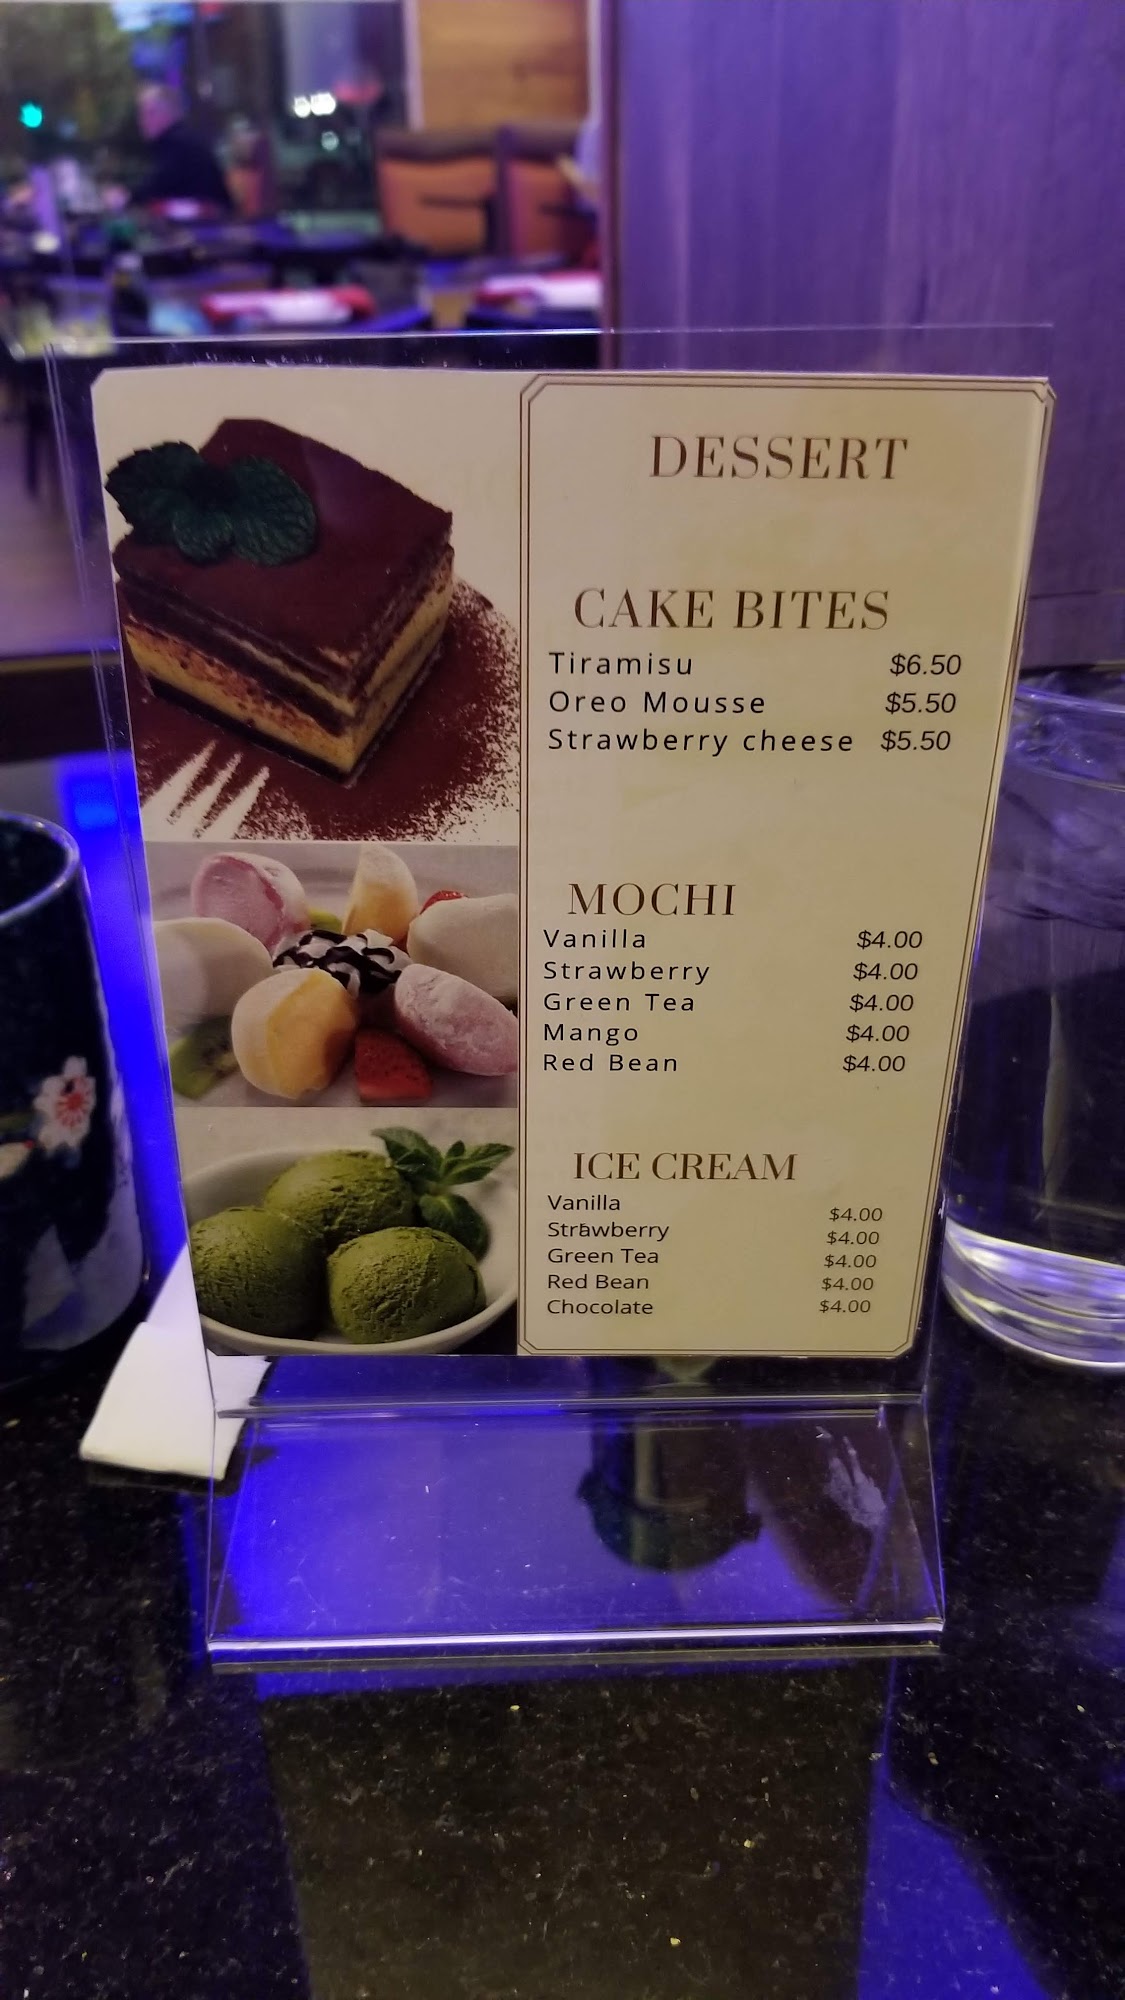 DESSERT
CAKE BITES
Tiramisu $6.50
Oreo Mousse $5.50
Strawberry cheese $5.50
MOCHI
Vanilla $4.00
Strawberry $4.00
Green Tea $4.00
Mango $4.00
Red Bean $4.00
ICE CREAM
Vanilla $4.00
Strawberry $4.00
Green Tea $4.00
Red Bean $4.00
Chocolate $4.00